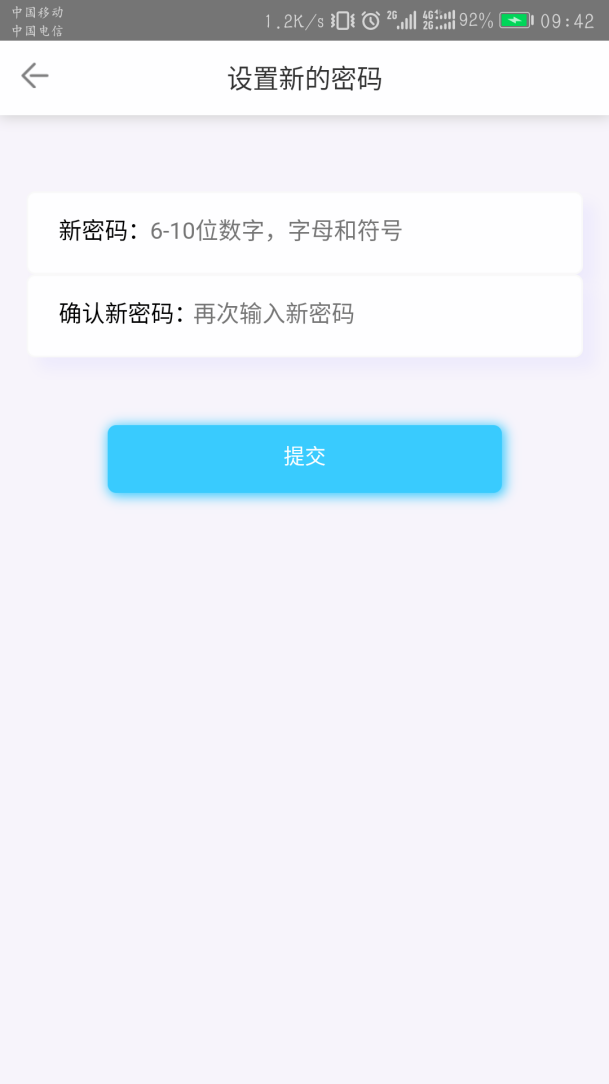 中国移动
中国电信
1.2K/s 2G 4G 2G 92% 09:42
设置新的密码
新密码：6-10位数字，字母和符号
确认新密码：再次输入新密码
提交